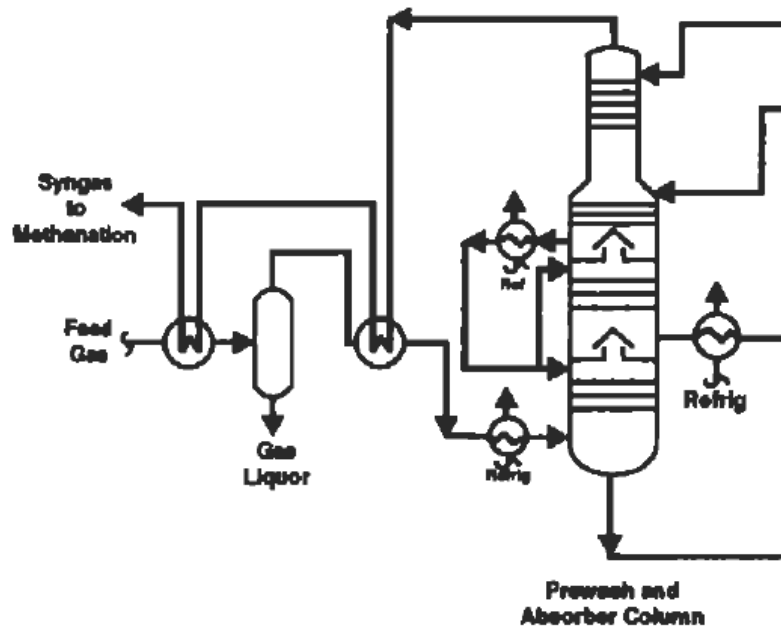 Syngas
to
Methanation
Feed
Gas
Gas
Liquor
Ref
Refrig
Refrig
Prewash and
Absorber Column